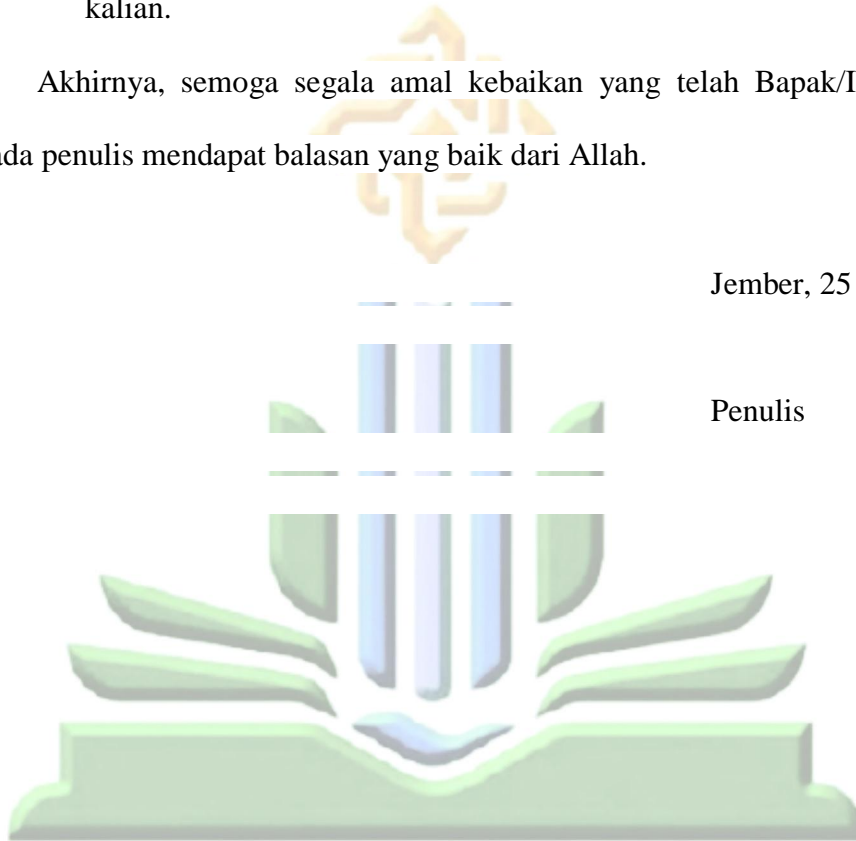 kalian.
Akhirnya, semoga segala amal kebaikan yang telah Bapak/I
ada penulis mendapat balasan yang baik dari Allah.
Jember, 25
Penulis